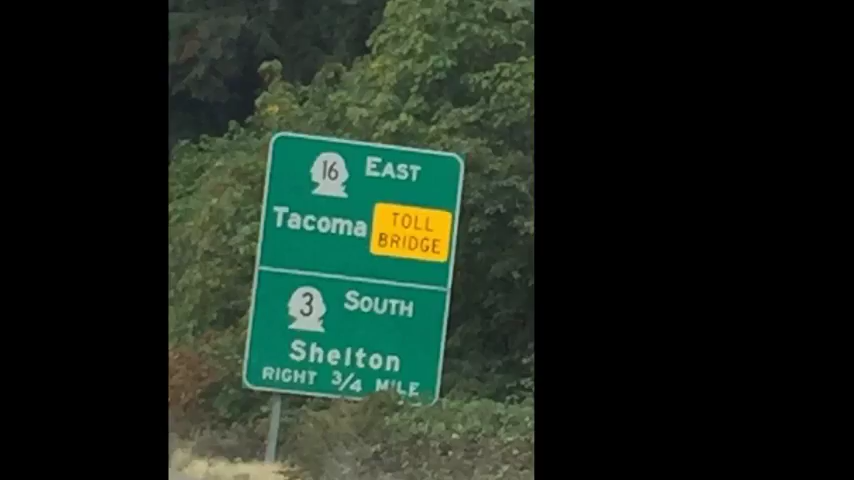 16 EAST
Tacoma TOLL BRIDGE
3 SOUTH
Shelton
RIGHT 3/4 MILE